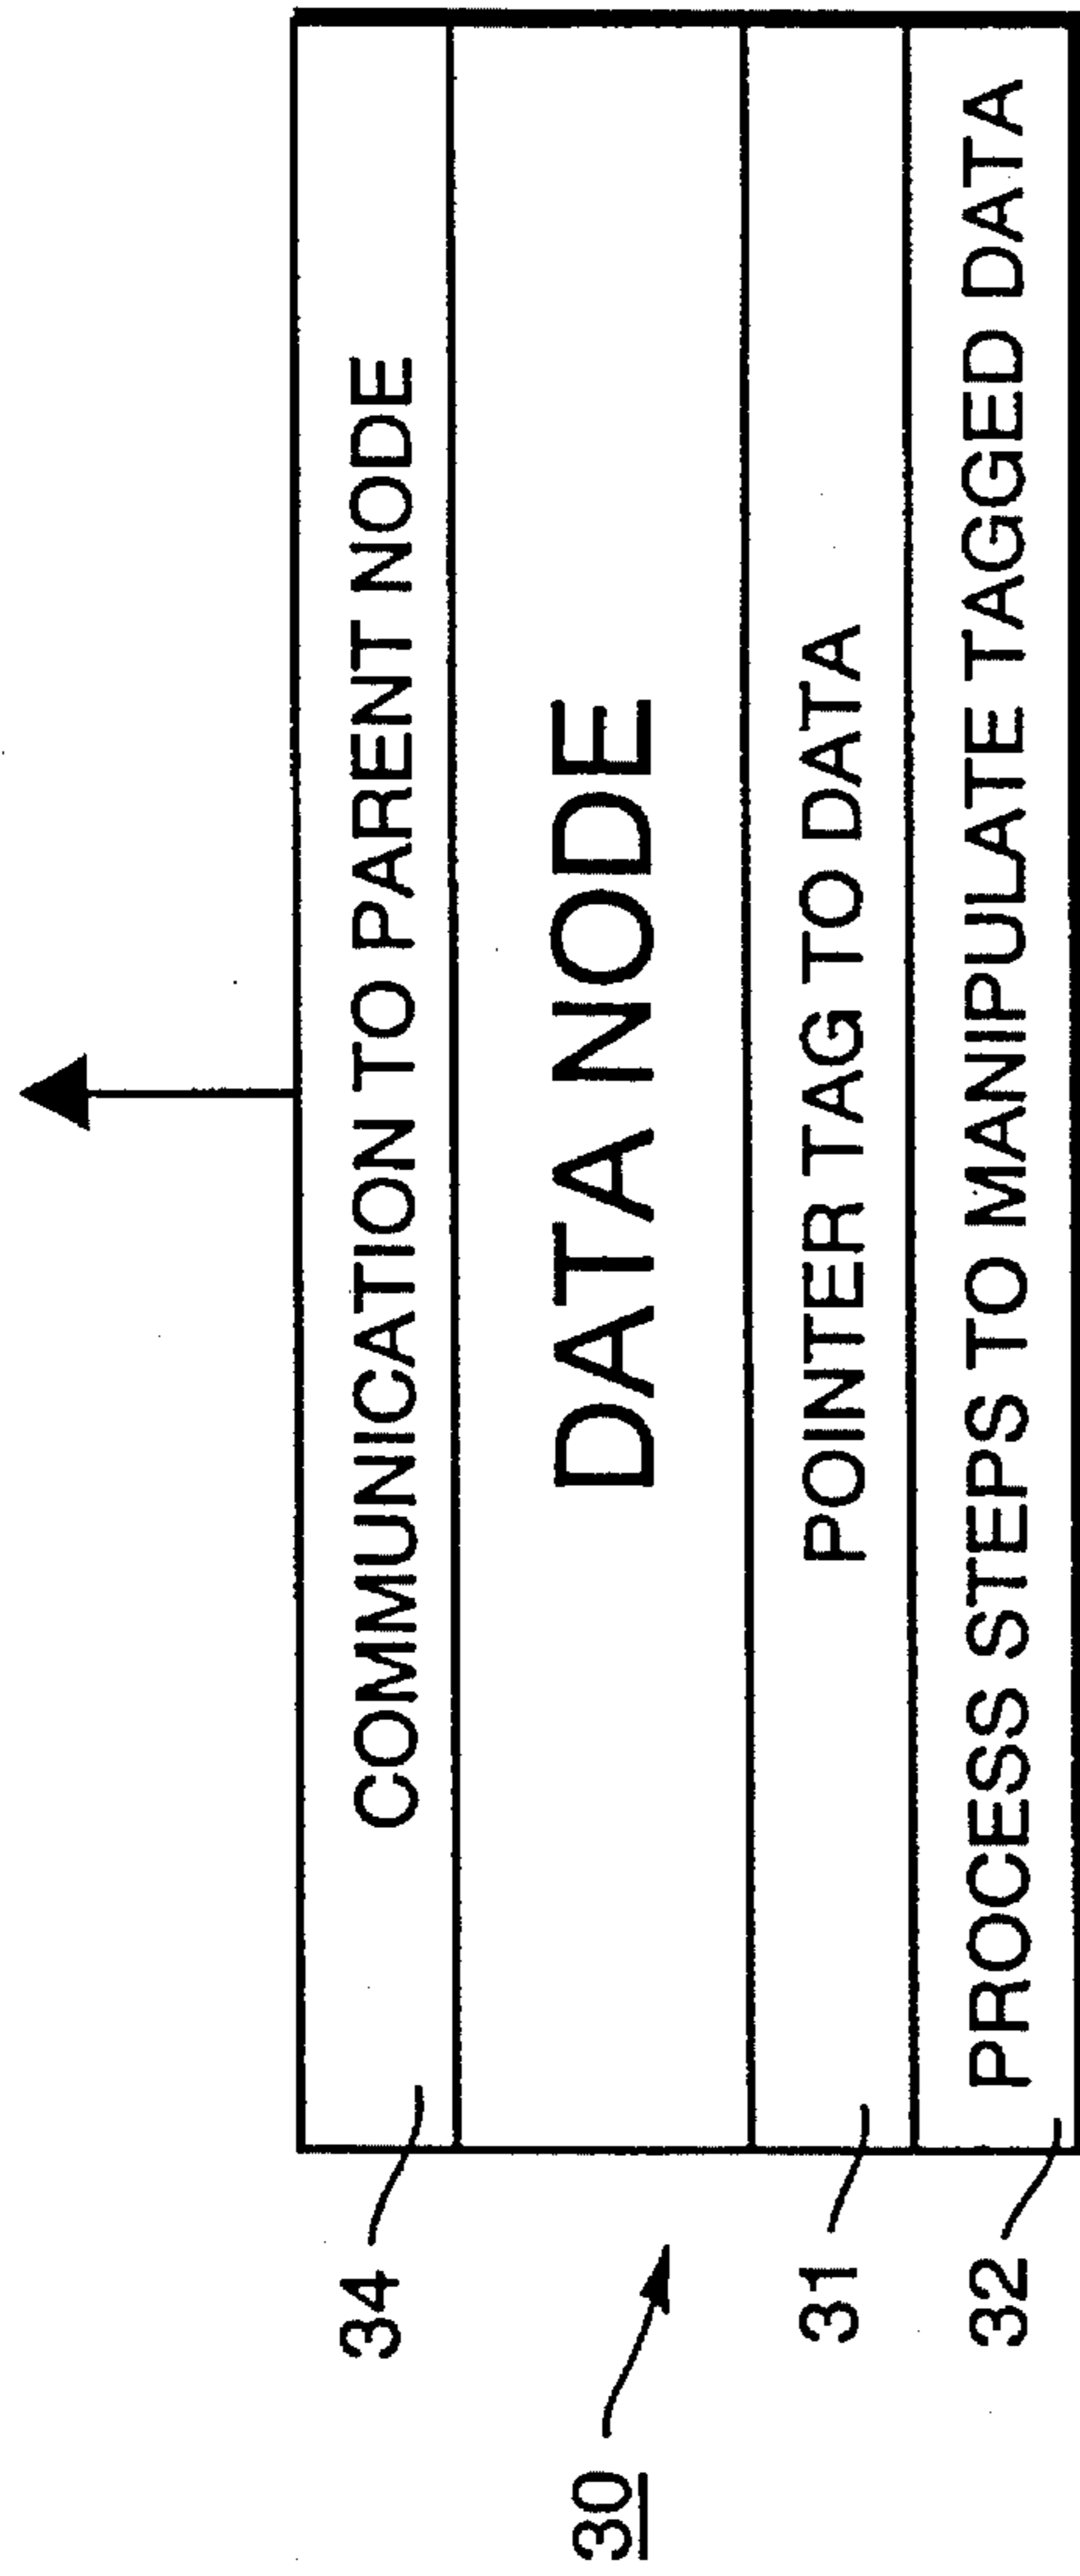 34
COMMUNICATION TO PARENT NODE
30
DATA NODE
31
POINTER TAG TO DATA
32
PROCESS STEPS TO MANIPULATE TAGGED DATA